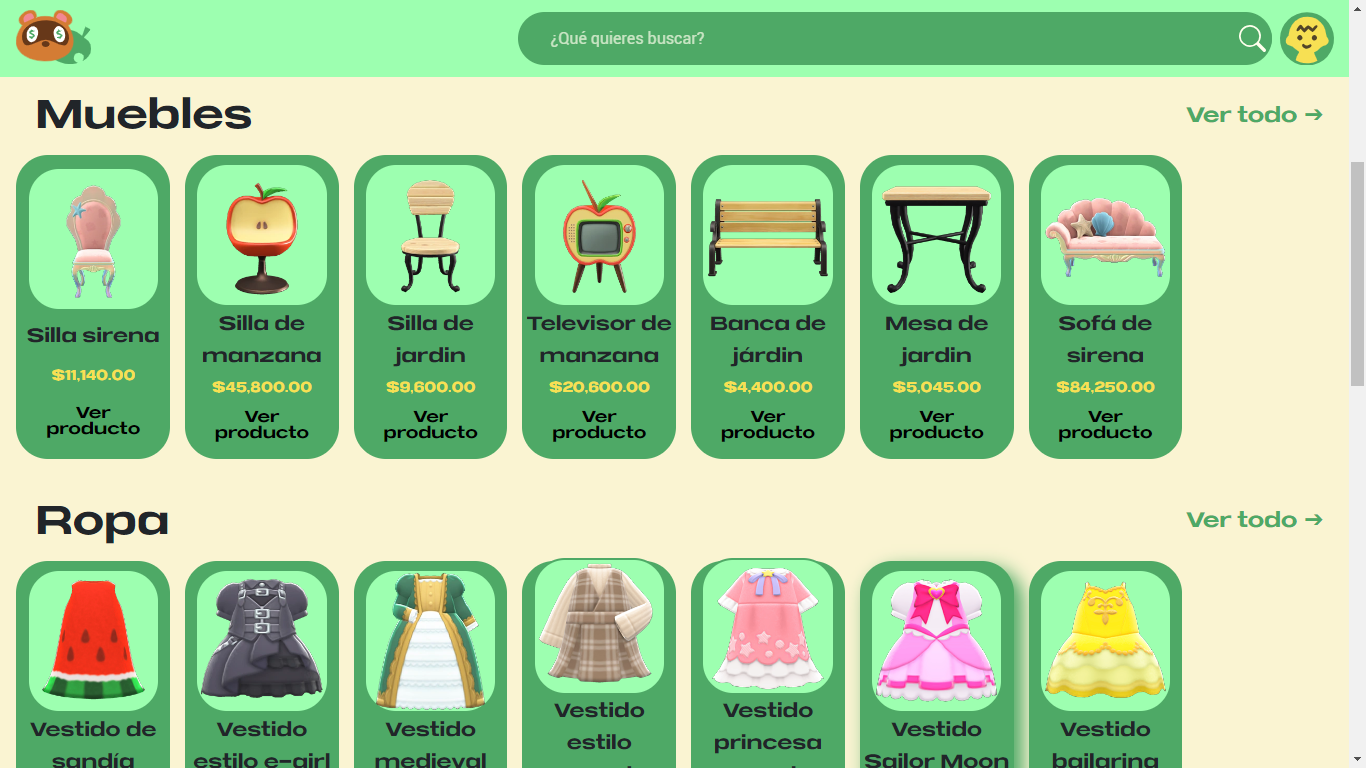 ¿Qué quieres buscar?
Muebles
Ver todo →
Silla sirena
$11,140.00
Ver
producto
Silla de
manzana
$45,800.00
Ver
producto
Silla de
jardin
$9,600.00
Ver
producto
Televisor de
manzana
$20,600.00
Ver
producto
Banca de
járdin
$4,400.00
Ver
producto
Mesa de
jardin
$5,045.00
Ver
producto
Sofá de
sirena
$84,250.00
Ver
producto
Ropa
Ver todo →
Vestido de
sandía
Vestido
estilo e-girl
Vestido
medieval
Vestido
estilo
Vestido
princesa
Vestido
Sailor Moon
Vestido
bailarina